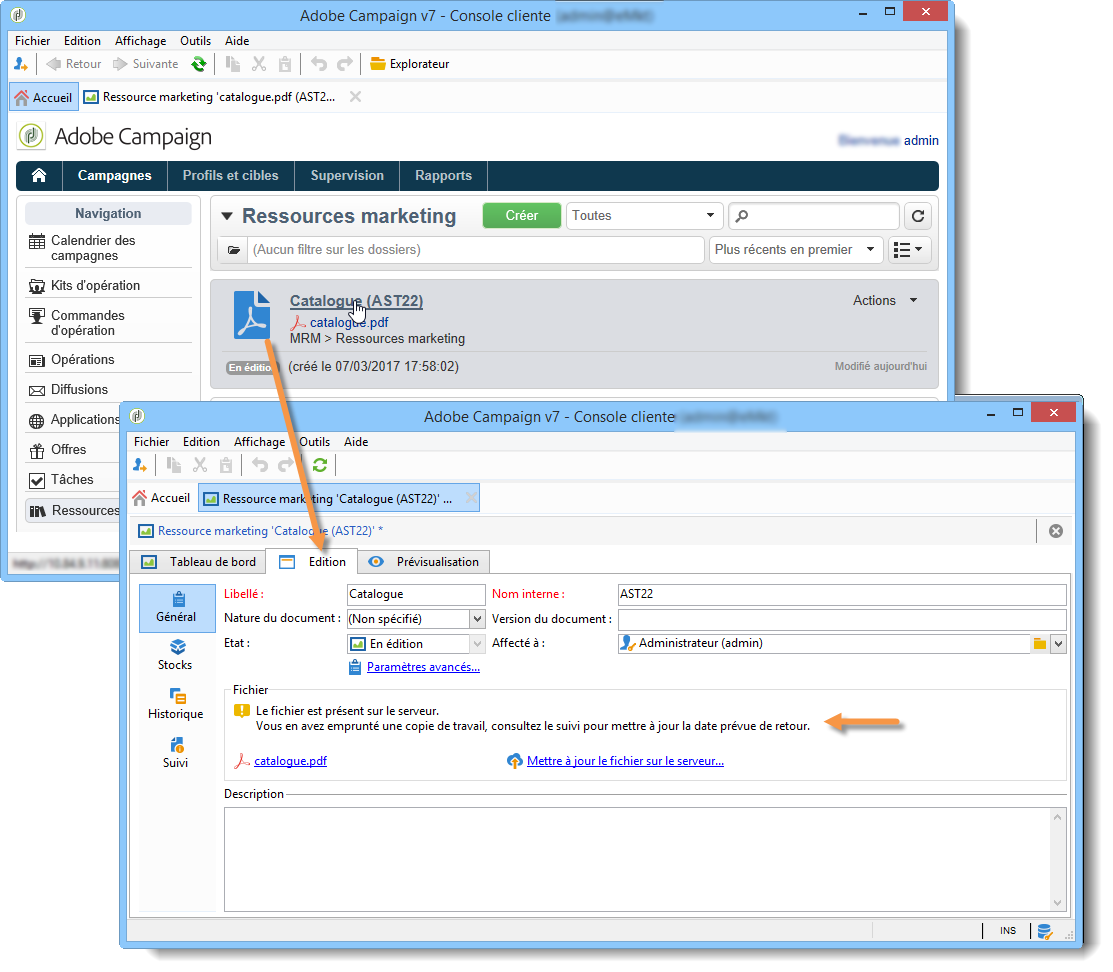 Adobe Campaign v7 - Console cliente
Fichier Edition Affichage Outils Aide
Retour Suivante Explorateur
Accueil Ressource marketing 'catalogue.pdf (AST2...
Adobe Campaign
admin
Campagnes Profils et cibles Supervision Rapports
Navigation
Calendrier des
campagnes
Kits d'opération
Commandes
d'opération
Opérations
Diffusions
Applications
Offres
Tâches
Ressources
Ressources marketing Créer Toutes
(Aucun filtre sur les dossiers) Plus récents en premier
Catalogue (AST22) Actions
catalogue.pdf
MRM > Ressources marketing
En édition (créé le 07/03/2017 17:58:02) Modifié aujourd'hui
Adobe Campaign v7 - Console cliente
Fichier Edition Affichage Outils Aide
Accueil Ressource marketing 'Catalogue (AST22)' ...
Ressource marketing 'Catalogue (AST22)' *
Tableau de bord Edition Prévisualisation
Général
Stocks
Historique
Suivi
Libellé : Catalogue Nom interne : AST22
Nature du document : (Non spécifié) Version du document :
Etat : En édition Affecté à : Administrateur (admin)
Paramètres avancés...
Fichier
Le fichier est présent sur le serveur.
Vous en avez emprunté une copie de travail, consultez le suivi pour mettre à jour la date prévue de retour.
catalogue.pdf Mettre à jour le fichier sur le serveur...
Description
INS